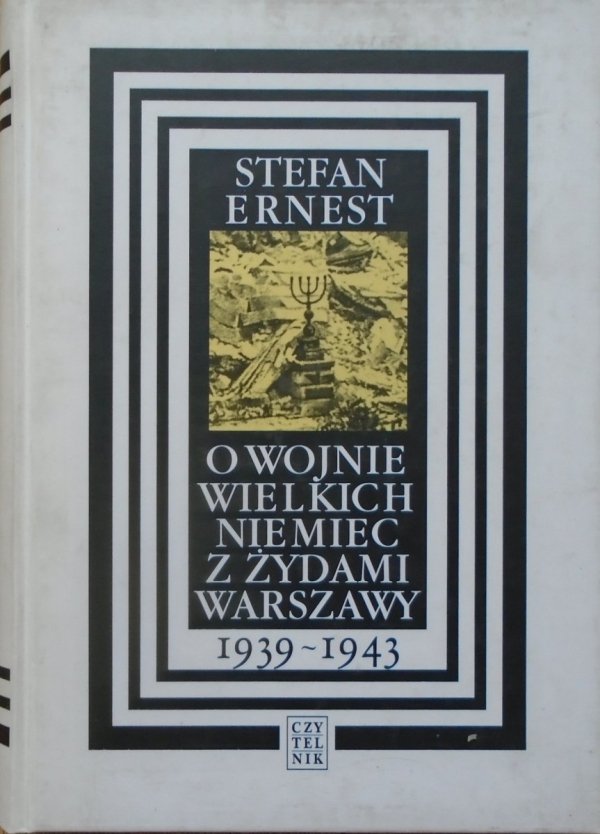 STEFAN
ERNEST
O WOJNIE
WIELKICH
NIEMIEC
Z ŻYDAMI
WARSZAWY
1939~1943
CZY
TEL
NIK